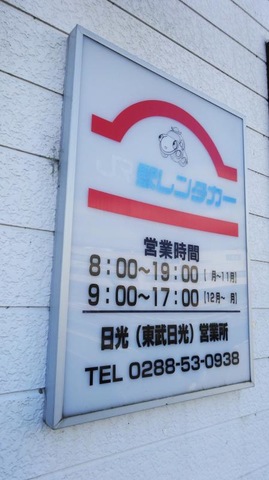 駅レンタカー
営業時間
8：00〜19：00［ 月〜11月］
9：00〜17：00［12月〜 月］
日光（東武日光）営業所
TEL 0288-53-0938